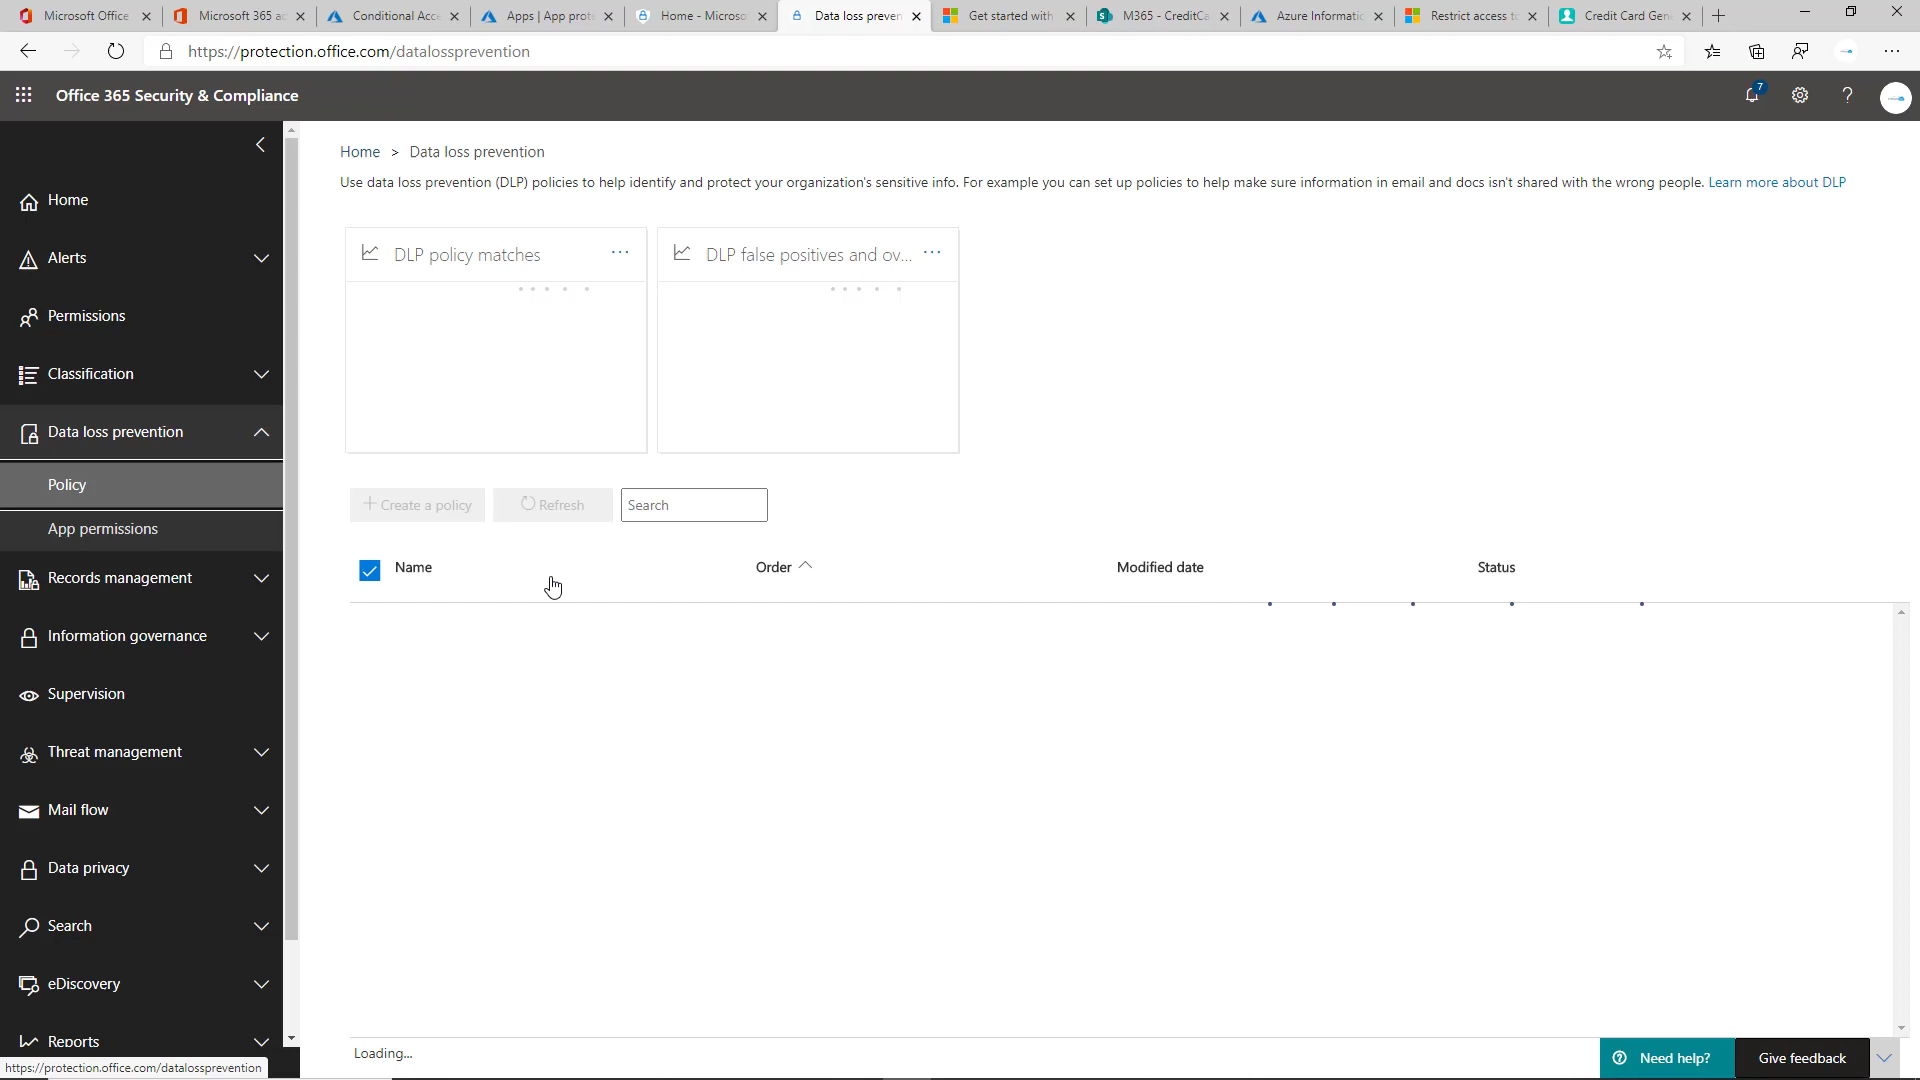 Microsoft Office
Microsoft 365 a
Conditional Acc
Apps | App prot
Home - Microso
Data loss preven
Get started with
M365 - CreditCa
Azure Informatic
Restrict access t
Credit Card Gen
https://protection.office.com/datalossprevention
Office 365 Security & Compliance
7
?
Home > Data loss prevention
Use data loss prevention (DLP) policies to help identify and protect your organization's sensitive info. For example you can set up policies to help make sure information in email and docs isn't shared with the wrong people. Learn more about DLP
Home
Alerts
Permissions
Classification
Data loss prevention
Policy
App permissions
Records management
Information governance
Supervision
Threat management
Mail flow
Data privacy
Search
eDiscovery
Reports
DLP policy matches
DLP false positives and ov...
Create a policy
Refresh
Search
Name
Order
Modified date
Status
Loading...
Need help?
Give feedback
https://protection.office.com/datalossprevention